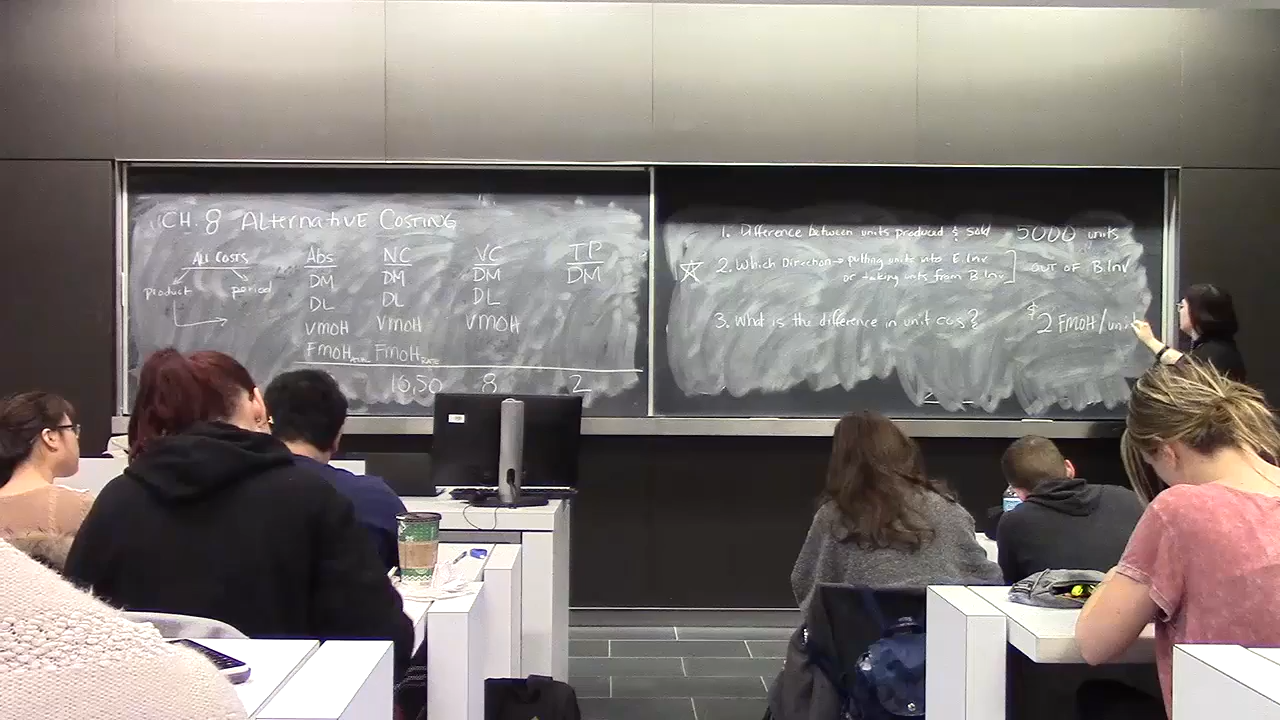 CH. 8 Alternative Costing
All Costs
product period
Abs NC VC TP
DM DM DM DM
DL DL DL
VMOH VMOH VMOH
FMOH FMOH RATE
8 2
1. Difference between units produced & sold 5000 units
2. Which Direction → putting units into E. Inv
or taking units from B. Inv OUT OF B. Inv
3. What is the difference in unit cos? $2 FMOH/unit